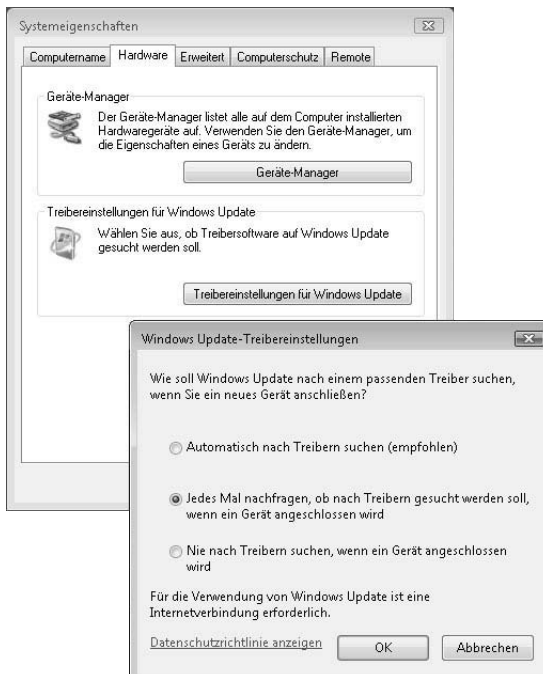 Systemeigenschaften
Computername Hardware Erweitert Computerschutz Remote
Geräte-Manager
Der Geräte-Manager listet alle auf dem Computer installierten
Hardwaregeräte auf. Verwenden Sie den Geräte-Manager, um
die Eigenschaften eines Geräts zu ändern.
Geräte-Manager
Treibereinstellungen für Windows Update
Wählen Sie aus, ob Treibersoftware auf Windows Update
gesucht werden soll.
Treibereinstellungen für Windows Update
Windows Update-Treibereinstellungen
Wie soll Windows Update nach einem passenden Treiber suchen,
wenn Sie ein neues Gerät anschließen?
Automatisch nach Treibern suchen (empfohlen)
Jedes Mal nachfragen, ob nach Treibern gesucht werden soll,
wenn ein Gerät angeschlossen wird
Nie nach Treibern suchen, wenn ein Gerät angeschlossen
wird
Für die Verwendung von Windows Update ist eine
Internetverbindung erforderlich.
Datenschutzrichtlinie anzeigen OK Abbrechen